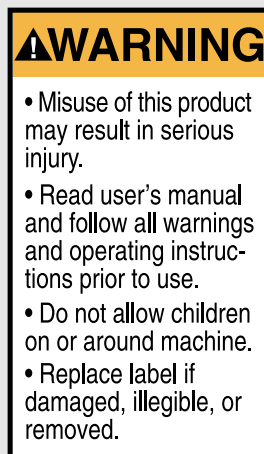 WARNING
• Misuse of this product
may result in serious
injury.
• Read user's manual
and follow all warnings
and operating instruc-
tions prior to use.
• Do not allow children
on or around machine.
• Replace label if
damaged, illegible, or
removed.